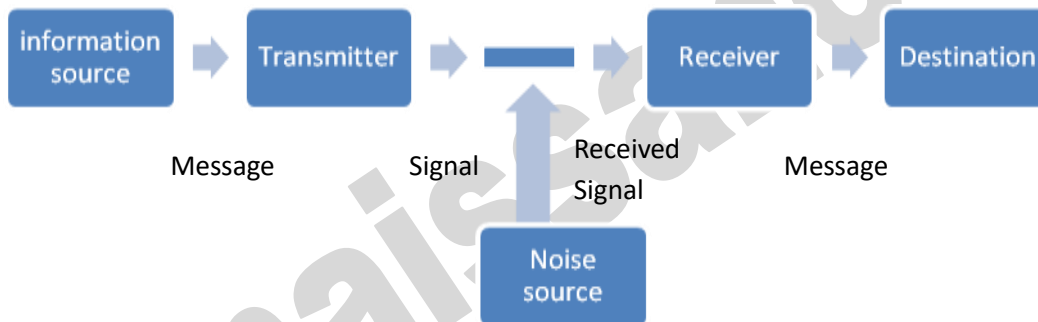 information
source
Transmitter
Receiver
Destination
Message
Signal
Received
Signal
Message
Noise
source